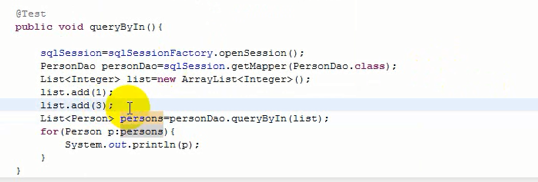 @Test
public void queryByIn(){
sqlSession=sqlSessionFactory.openSession();
PersonDao personDao=sqlSession.getMapper(PersonDao.class);
List<Integer> list=new ArrayList<Integer>();
list.add(1);
list.add(3);
List<Person> persons=personDao.queryByIn(list);
for(Person p:persons){
System.out.println(p);
}
}